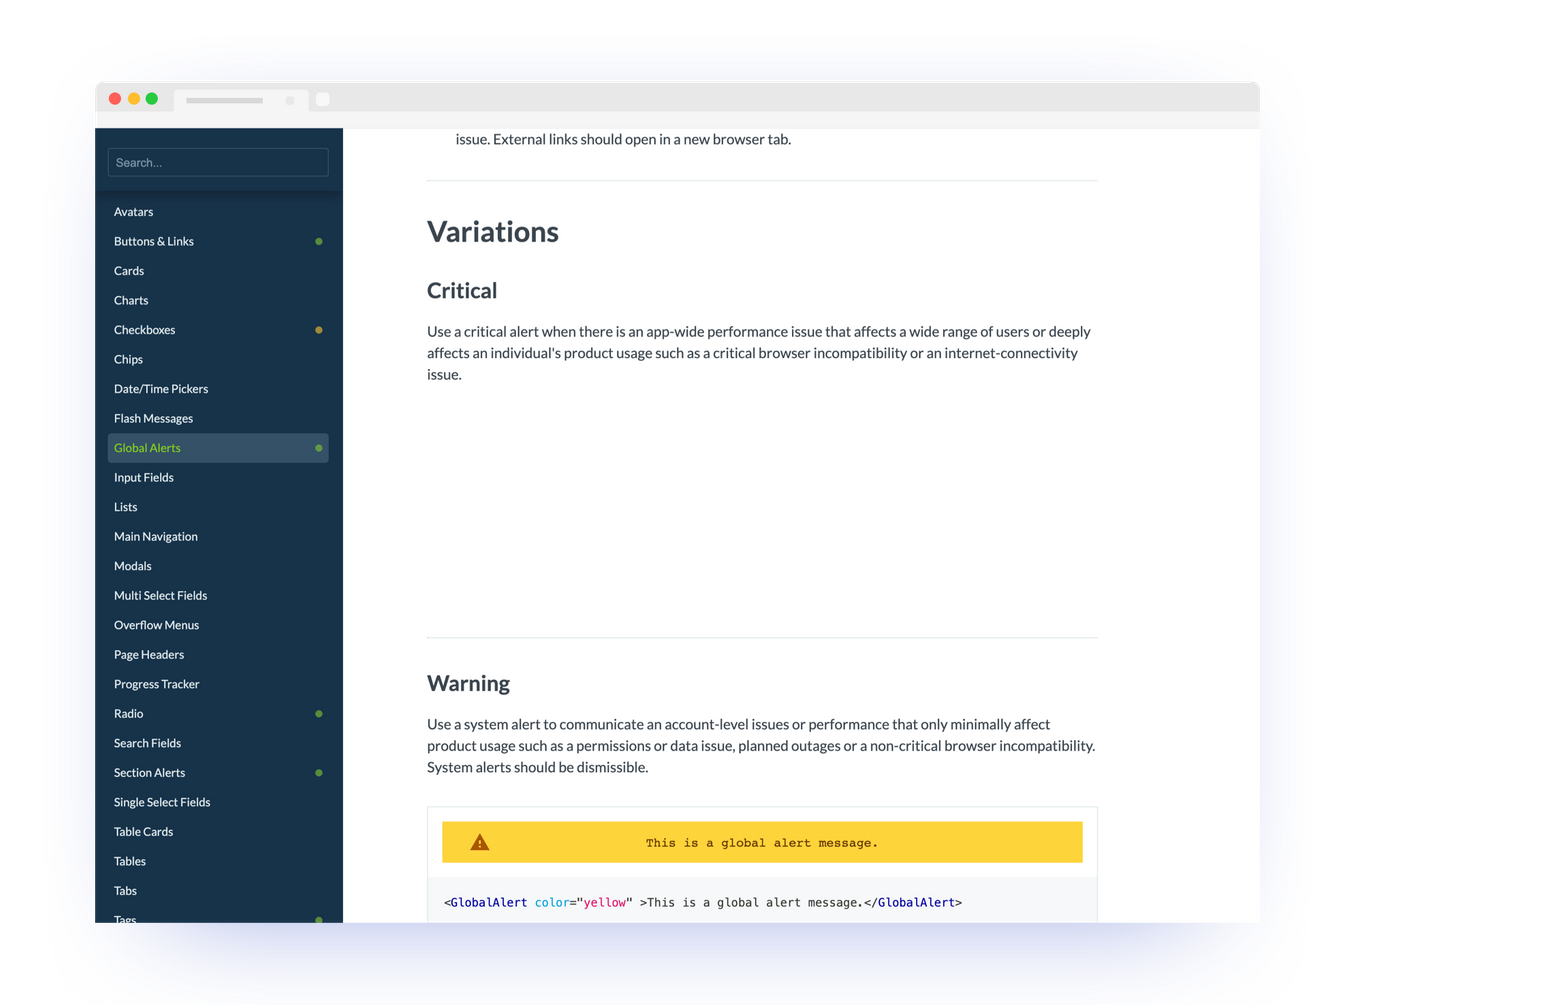 Search...
Avatars
Buttons & Links
Cards
Charts
Checkboxes
Chips
Date/Time Pickers
Flash Messages
Global Alerts
Input Fields
Lists
Main Navigation
Modals
Multi Select Fields
Overflow Menus
Page Headers
Progress Tracker
Radio
Search Fields
Section Alerts
Single Select Fields
Table Cards
Tables
Tabs
Tags
issue. External links should open in a new browser tab.
Variations
Critical
Use a critical alert when there is an app-wide performance issue that affects a wide range of users or deeply
affects an individual's product usage such as a critical browser incompatibility or an internet-connectivity
issue.
Warning
Use a system alert to communicate an account-level issues or performance that only minimally affect
product usage such as a permissions or data issue, planned outages or a non-critical browser incompatibility.
System alerts should be dismissible.
This is a global alert message.
<GlobalAlert color="yellow" >This is a global alert message.</GlobalAlert>